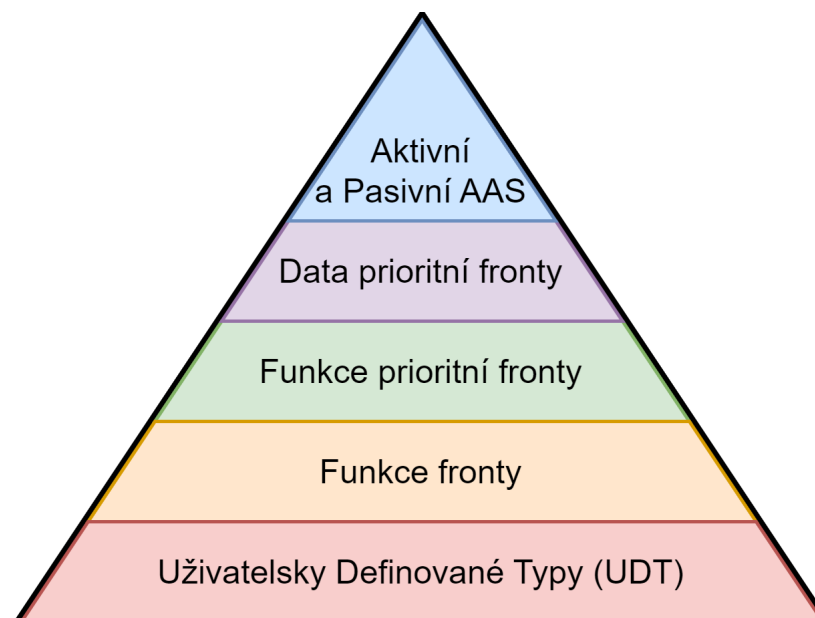 Aktivní
a Pasivní AAS
Data prioritní fronty
Funkce prioritní fronty
Funkce fronty
Uživatelsky Definované Typy (UDT)